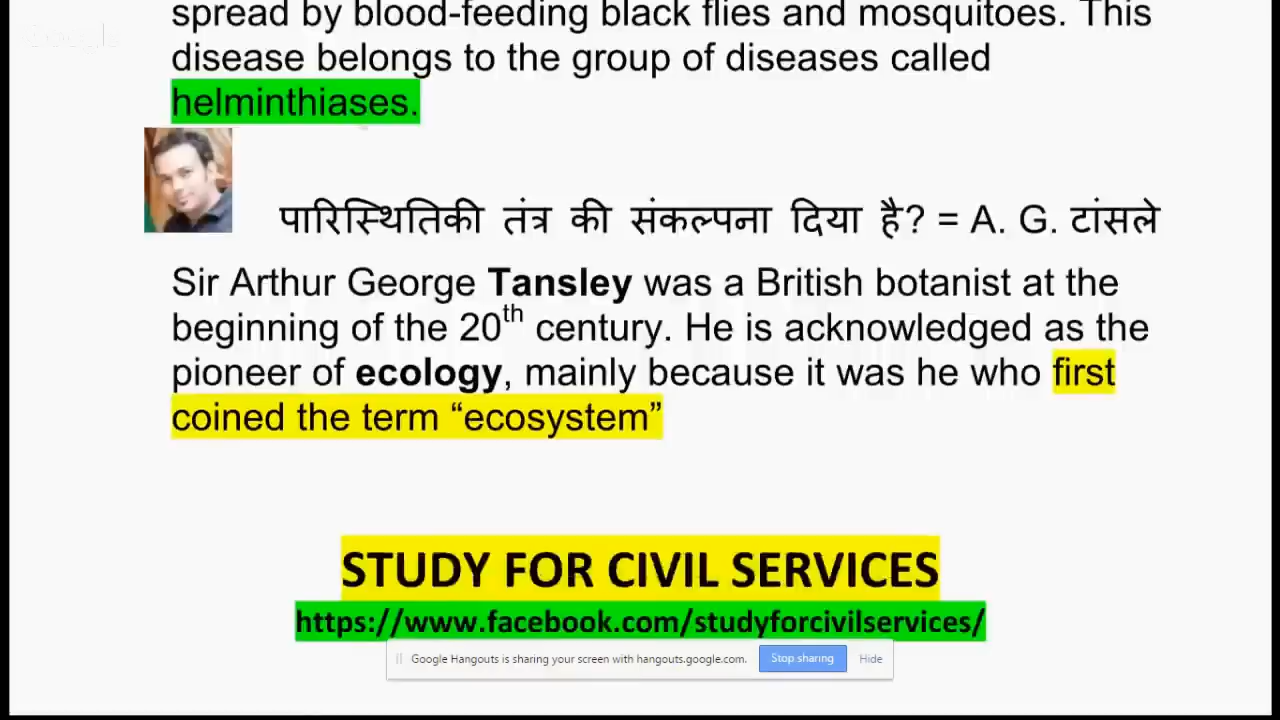 Google
spread by blood-feeding black flies and mosquitoes. This
disease belongs to the group of diseases called
helminthiases.
पारिस्थितिकी तंत्र की संकल्पना दिया है? = A. G. टांसले
Sir Arthur George Tansley was a British botanist at the
beginning of the 20th century. He is acknowledged as the
pioneer of ecology, mainly because it was he who first
coined the term “ecosystem”
STUDY FOR CIVIL SERVICES
https://www.facebook.com/studyforcivilservices/
Google Hangouts is sharing your screen with hangouts.google.com. Stop sharing Hide